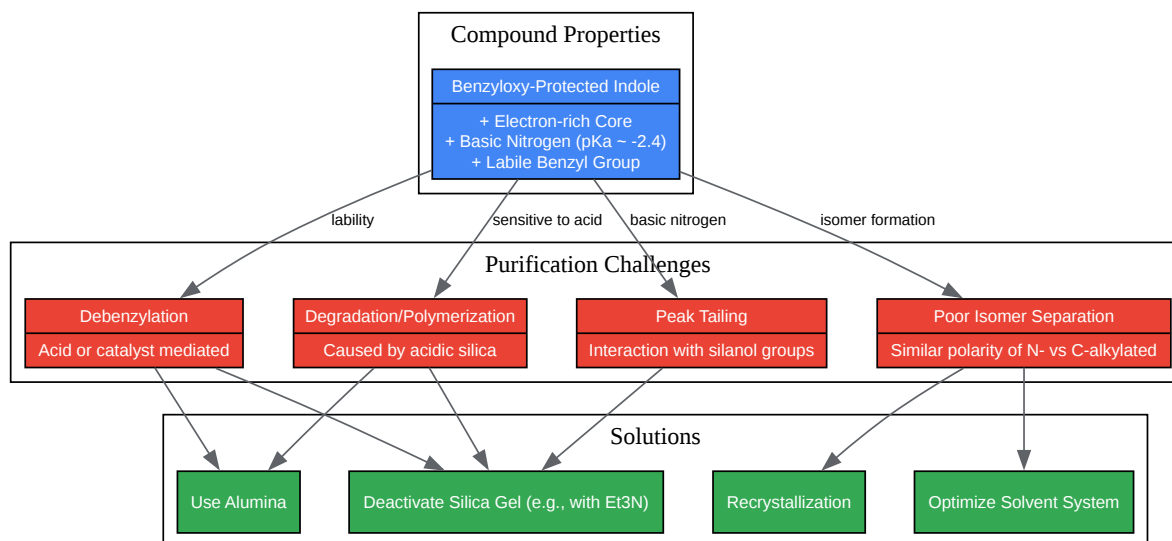 Compound Properties
Benzyloxy-Protected Indole
+ Electron-rich Core
+ Basic Nitrogen (pKa ~ -2.4)
+ Labile Benzyl Group
lability
sensitive to acid
basic nitrogen
isomer formation
Purification Challenges
Debenzylation
Acid or catalyst mediated
Degradation/Polymerization
Caused by acidic silica
Peak Tailing
Interaction with silanol groups
Poor Isomer Separation
Similar polarity of N- vs C-alkylated
Solutions
Use Alumina
Deactivate Silica Gel (e.g., with Et3N)
Recrystallization
Optimize Solvent System